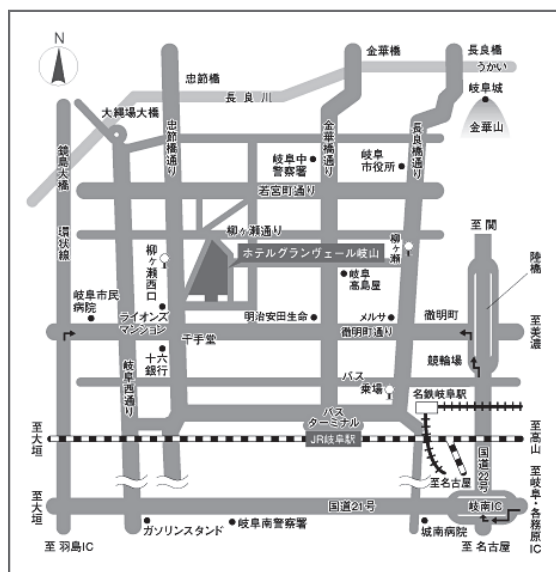 N
忠節橋
金華橋
長良橋
うかい
長良川
岐阜城
金華山
大縄場大橋
鏡島大橋
忠節橋通り
金華橋通り
長良橋通り
岐阜中
警察署
岐阜
市役所
若宮町通り
環状線
柳ヶ瀬通り
至 関
陸橋
柳ヶ瀬西口
ホテルグランヴェール岐山
柳ヶ瀬
岐阜
高島屋
岐阜市民
病院
ライオンズ
マンション
明治安田生命
メルサ
徹明町
千手堂
徹明町通り
至 美濃
十六
銀行
岐阜西通り
競輪場
バス
乗場
名鉄岐阜駅
バス
ターミナル
JR岐阜駅
至 大垣
至 高山
国道22号
至名古屋
至 大垣
国道21号
岐南IC
至岐阜・各務原IC
ガソリンスタンド
岐阜南警察署
城南病院
至 羽島IC
至 名古屋